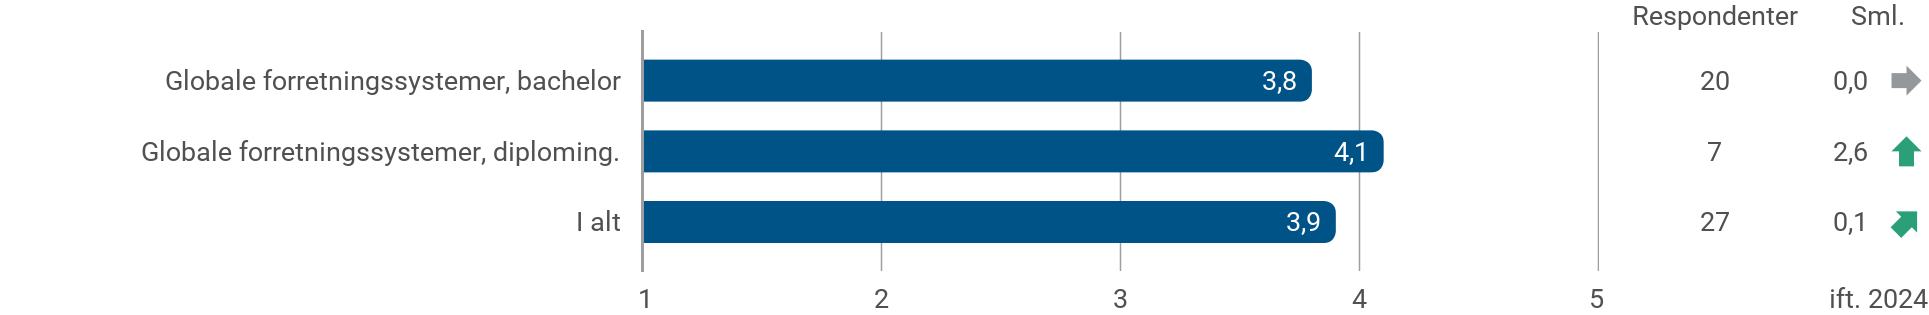 Respondenter Sml.
Globale forretningssystemer, bachelor 3,8 20 0,0
Globale forretningssystemer, diploming. 4,1 7 2,6
I alt 3,9 27 0,1
1 2 3 4 5 ift. 2024